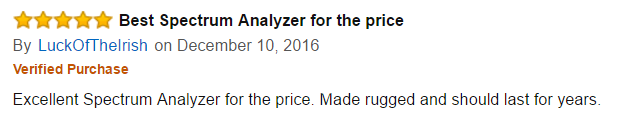 Best Spectrum Analyzer for the price
By LuckOfTheIrish on December 10, 2016
Verified Purchase
Excellent Spectrum Analyzer for the price. Made rugged and should last for years.